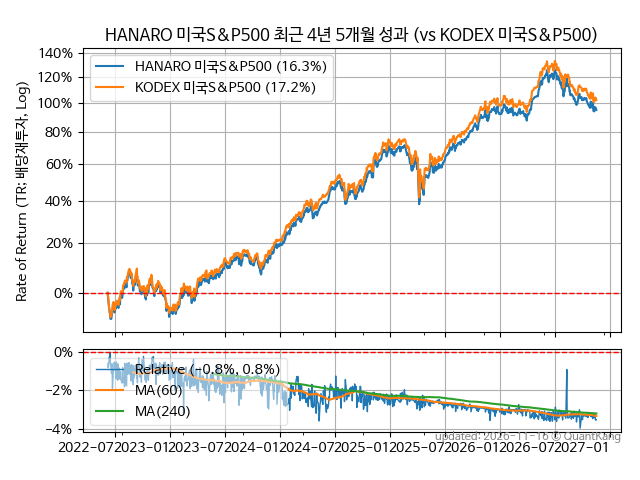 HANARO 미국S&P500 최근 4년 5개월 성과 (vs KODEX 미국S&P500)
Rate of Return (TR; 배당재투자, Log)
140%
120%
100%
80%
60%
40%
20%
0%
HANARO 미국S&P500 (16.3%)
KODEX 미국S&P500 (17.2%)
0%
−2%
−4%
Relative (−0.8%, 0.8%)
MA(60)
MA(240)
2022-07
2023-01
2023-07
2024-01
2024-07
2025-01
2025-07
2026-01
2026-07
2027-01
updated: 2026-11-16 © QuantKang